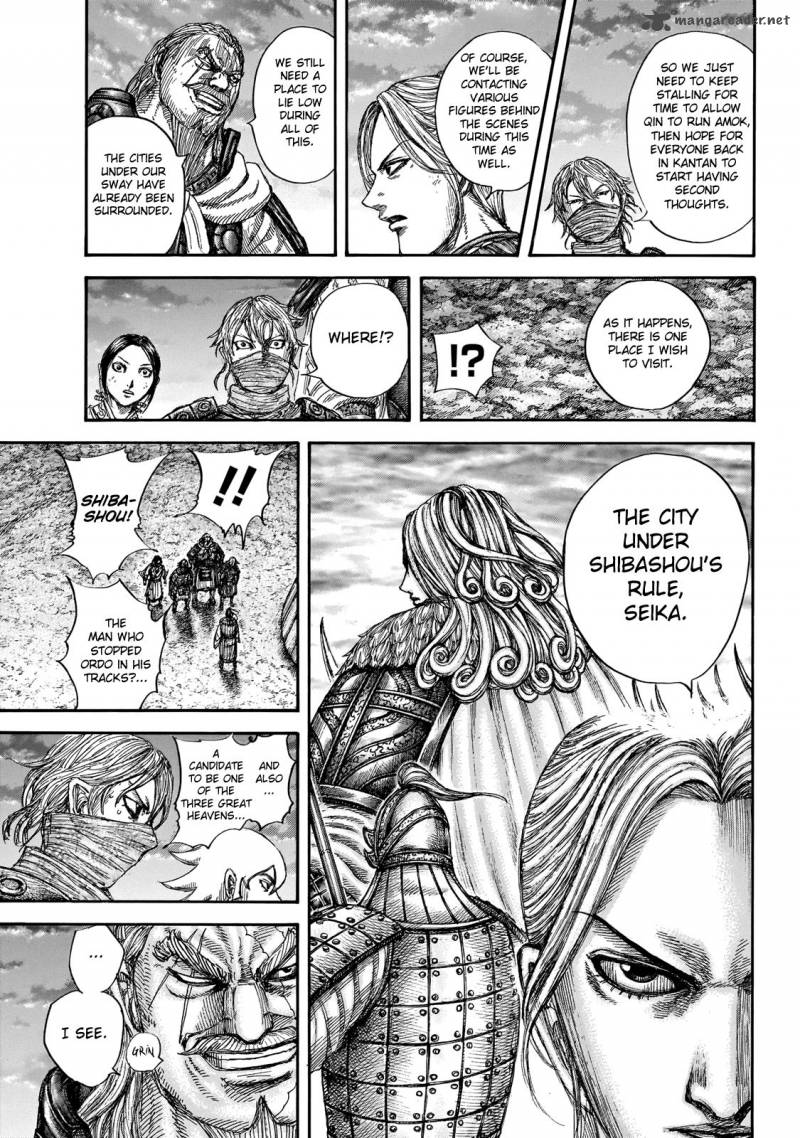 mangareader.net
SO WE JUST
NEED TO KEEP
STALLING FOR
TIME TO ALLOW
QIN TO RUN AMOK,
THEN HOPE FOR
EVERYONE BACK
IN KANTAN TO
START HAVING
SECOND
THOUGHTS.
OF COURSE,
WE'LL BE
CONTACTING
VARIOUS
FIGURES BEHIND
THE SCENES
DURING THIS
TIME AS
WELL.
WE STILL
NEED A
PLACE TO
LIE LOW
DURING
ALL OF
THIS.
THE CITIES
UNDER OUR
SWAY HAVE
ALREADY BEEN
SURROUNDED.
AS IT HAPPENS,
THERE IS ONE
PLACE I WISH
TO VISIT.
!?
WHERE!?
THE CITY
UNDER
SHIBASHOU'S
RULE,
SEIKA.
!!
SHIBA-
SHOU!
THE
MAN WHO
STOPPED
ORDO IN HIS
TRACKS?...
AND
ALSO
...
A
CANDIDATE
TO BE ONE
OF THE
THREE GREAT
HEAVENS...
...
I SEE.
GRIN